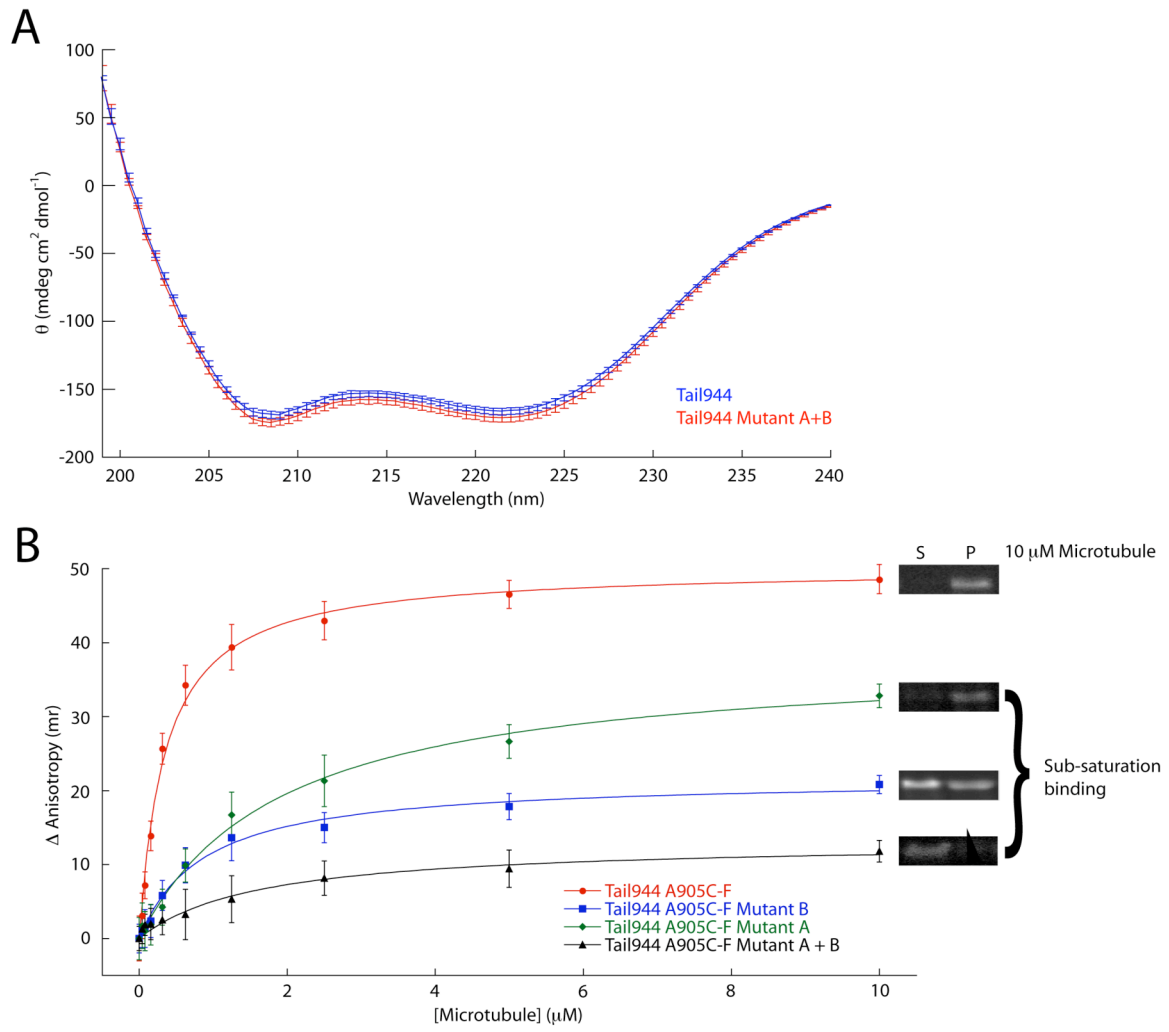 A
100
50
0
-50
-100
-150
-200
θ (mdeg cm² dmol⁻¹)
200 205 210 215 220 225 230 235 240
Wavelength (nm)
Tail944
Tail944 Mutant A+B
B
S P 10 μM Microtubule
50
40
30
20
10
0
Δ Anisotropy (mr)
0 2 4 6 8 10
[Microtubule] (μM)
Sub-saturation
binding
Tail944 A905C-F
Tail944 A905C-F Mutant B
Tail944 A905C-F Mutant A
Tail944 A905C-F Mutant A + B